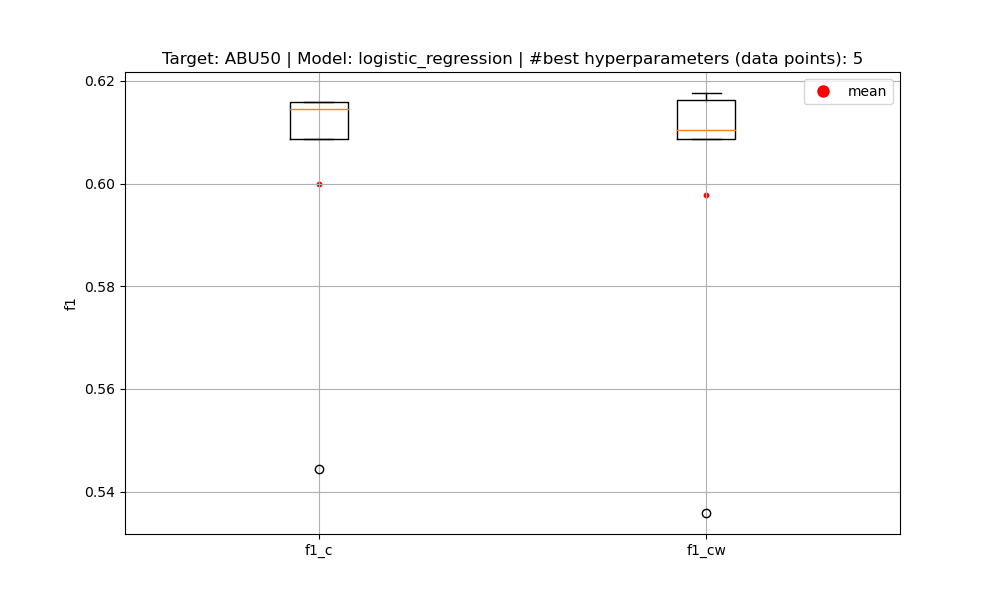 Target: ABU50 | Model: logistic_regression | #best hyperparameters (data points): 5
mean
0.62
0.60
0.58
0.56
0.54
f1
f1_c
f1_cw